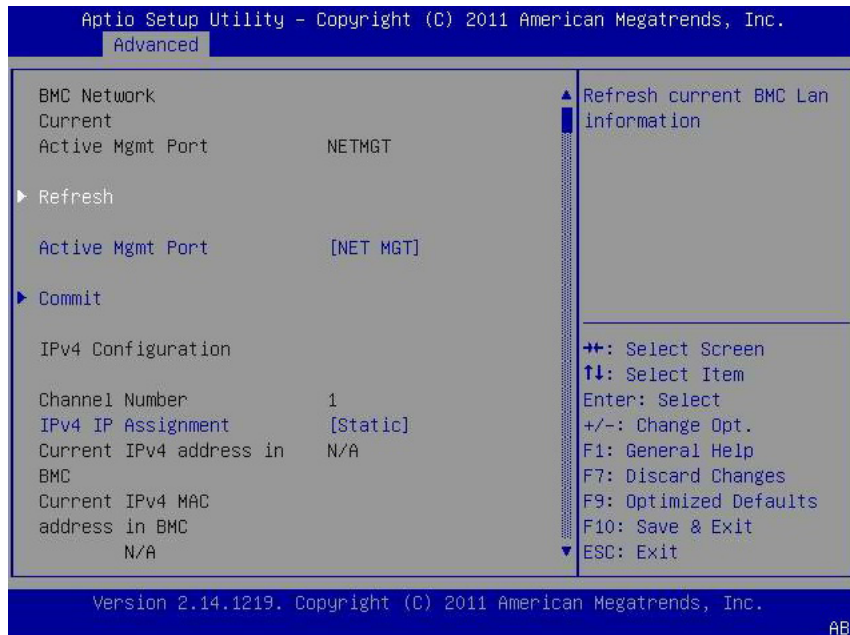 Aptio Setup Utility – Copyright (C) 2011 American Megatrends, Inc.
Advanced
BMC Network
Current
Active Mgmt Port NETMGT
Refresh
Active Mgmt Port [NET MGT]
Commit
IPv4 Configuration
Channel Number 1
IPv4 IP Assignment [Static]
Current IPv4 address in N/A
BMC
Current IPv4 MAC
address in BMC
N/A
Refresh current BMC Lan
information
→←: Select Screen
↑↓: Select Item
Enter: Select
+/-: Change Opt.
F1: General Help
F7: Discard Changes
F9: Optimized Defaults
F10: Save & Exit
ESC: Exit
Version 2.14.1219. Copyright (C) 2011 American Megatrends, Inc.
AB